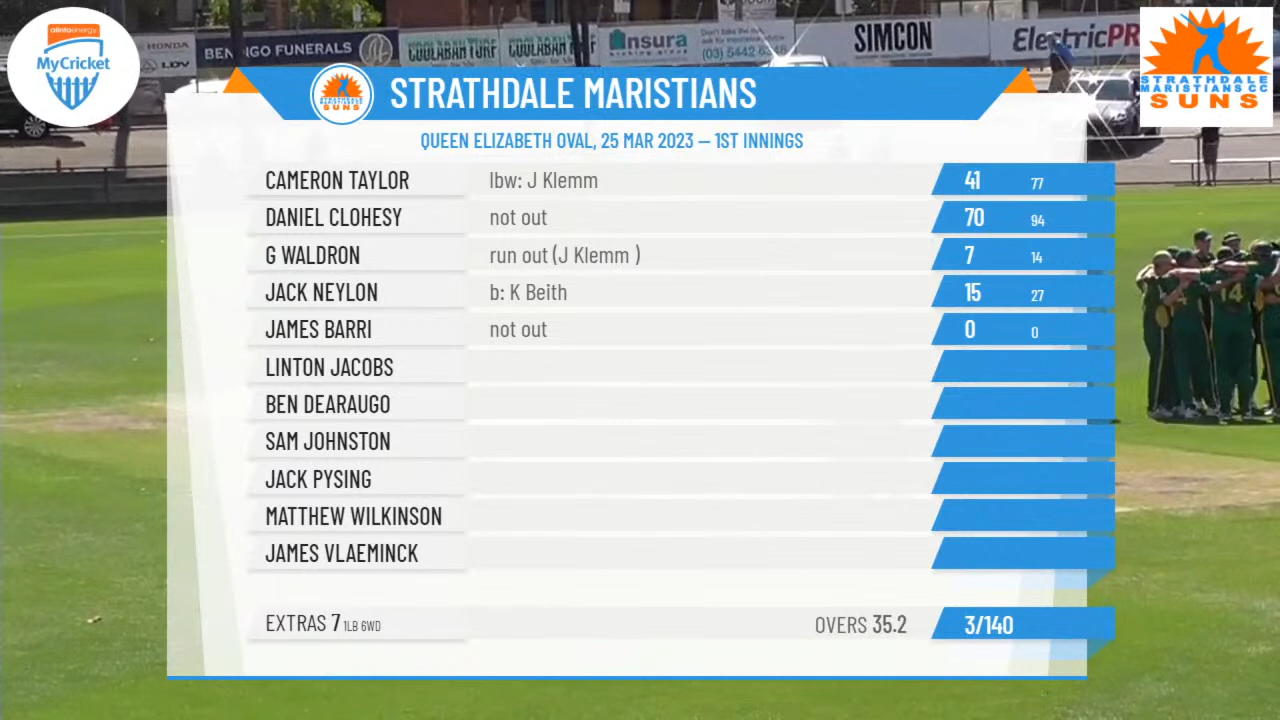 alintaenergy
MyCricket
HONDA
LDV
BENDIGO FUNERALS
COOLABAH TURF
COOLABAH
Insura
(03) 5442
SIMCON
ElectricPR
STRATHDALE
MARISTIANS CC
SUNS
STRATHDALE MARISTIANS
QUEEN ELIZABETH OVAL, 25 MAR 2023 – 1ST INNINGS
CAMERON TAYLOR lbw: J Klemm 41 77
DANIEL CLOHESY not out 70 94
G WALDRON run out (J Klemm ) 7 14
JACK NEYLON b: K Beith 15 27
JAMES BARRI not out 0 0
LINTON JACOBS
BEN DEARAUGO
SAM JOHNSTON
JACK PYSING
MATTHEW WILKINSON
JAMES VLAEMINCK
EXTRAS 7 1LB 6WD OVERS 35.2 3/140
14